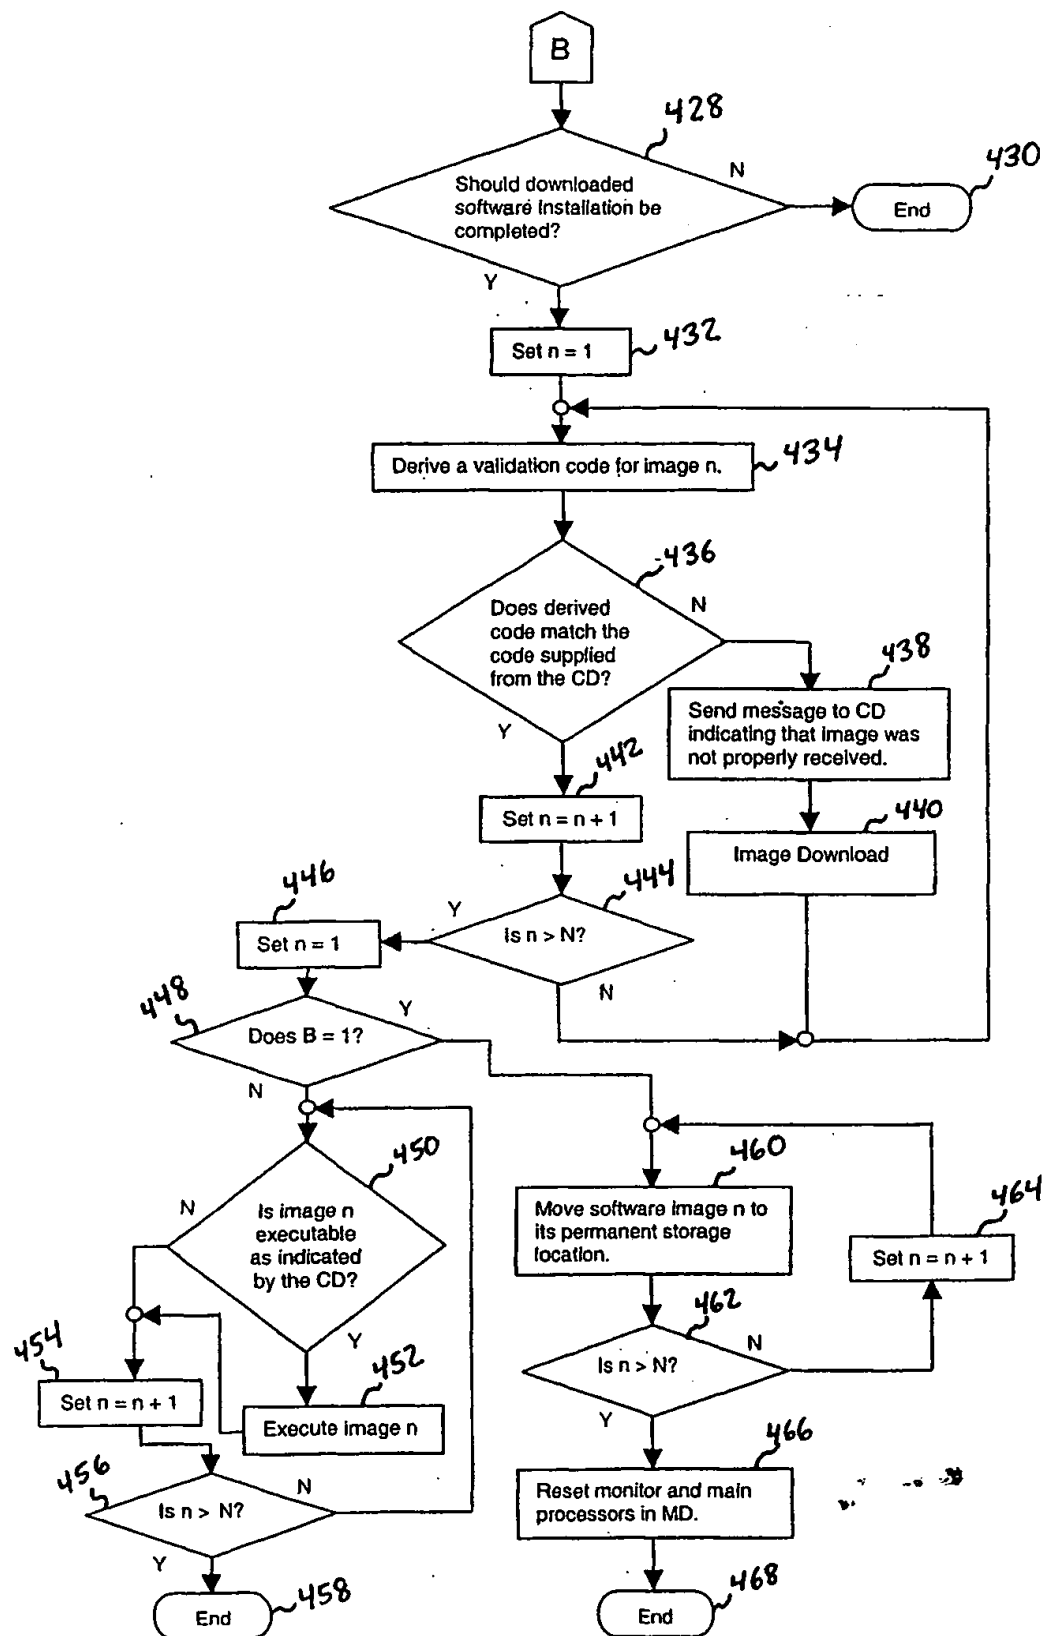 B
428
Should downloaded
software installation be
completed?
N
Y
430
End
432
Set n = 1
434
Derive a validation code for image n.
436
Does derived
code match the
code supplied
from the CD?
N
Y
438
Send message to CD
indicating that image was
not properly received.
440
Image Download
442
Set n = n + 1
444
Is n > N?
Y
N
446
Set n = 1
448
Does B = 1?
Y
N
450
Is image n
executable
as indicated
by the CD?
N
Y
452
Execute image n
454
Set n = n + 1
456
Is n > N?
N
Y
458
End
460
Move software image n to
its permanent storage
location.
462
Is n > N?
N
Y
464
Set n = n + 1
466
Reset monitor and main
processors in MD.
468
End